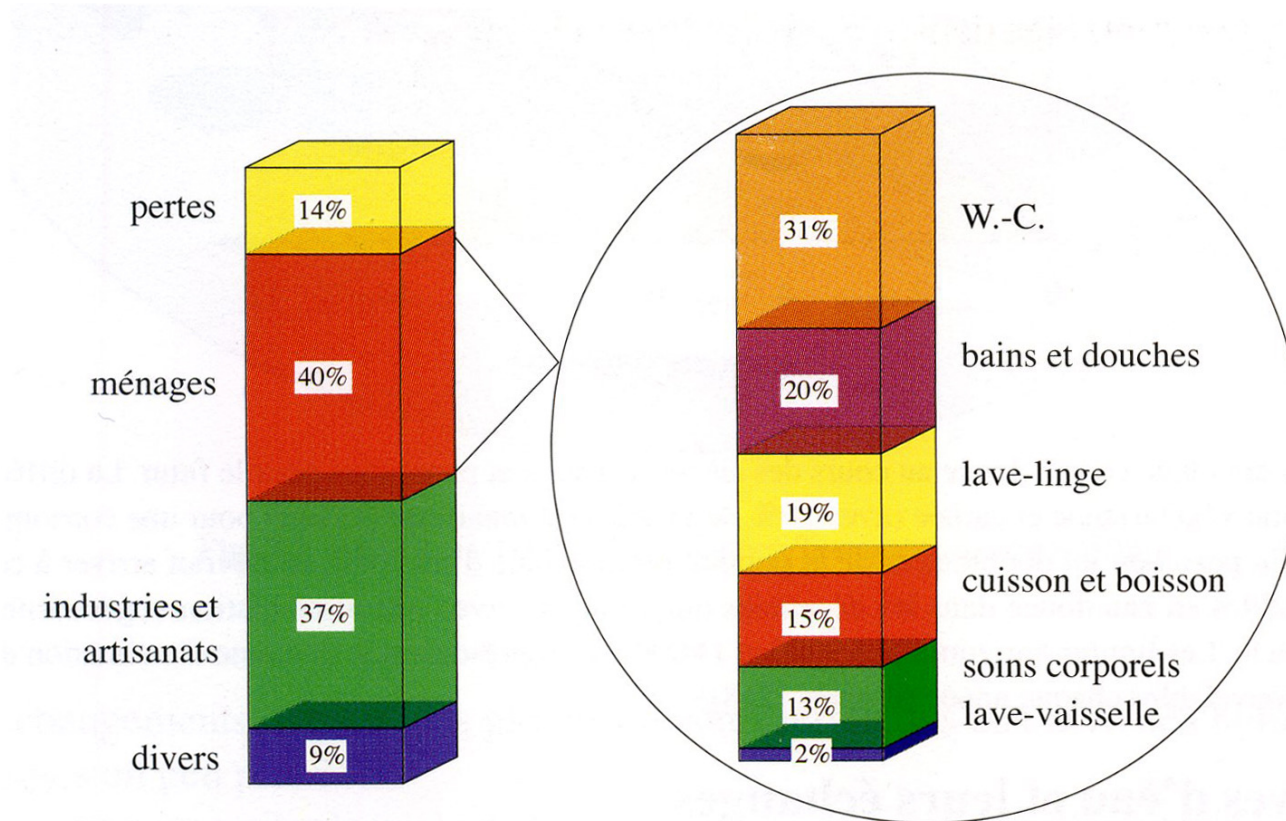 pertes
14%
ménages
40%
industries et
artisanats
37%
divers
9%
31%
W.-C.
20%
bains et douches
19%
lave-linge
15%
cuisson et boisson
13%
soins corporels
2%
lave-vaisselle